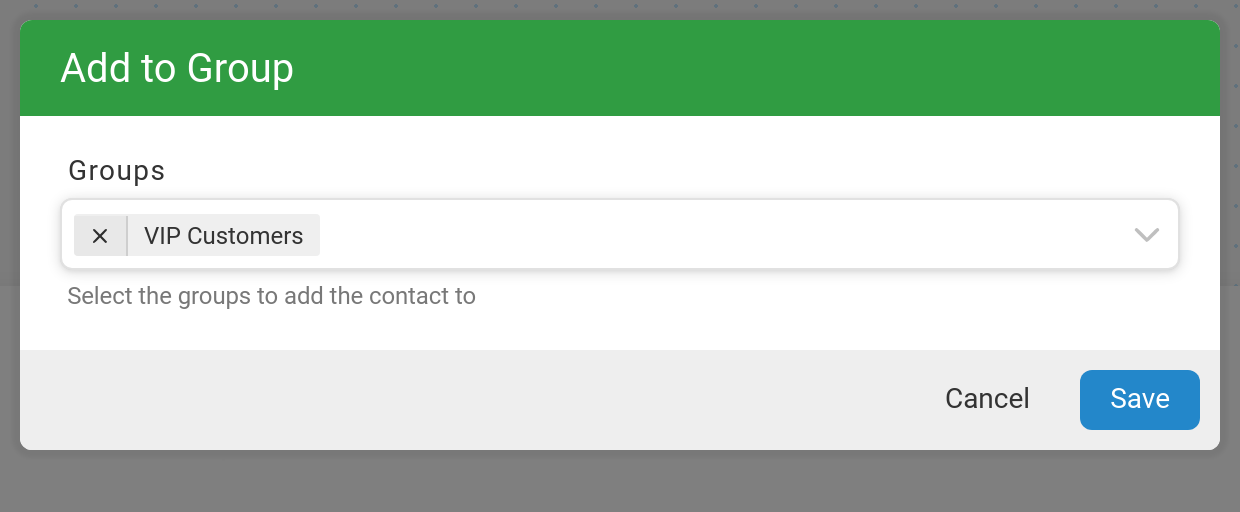 Add to Group
Groups
VIP Customers
Select the groups to add the contact to
Cancel
Save